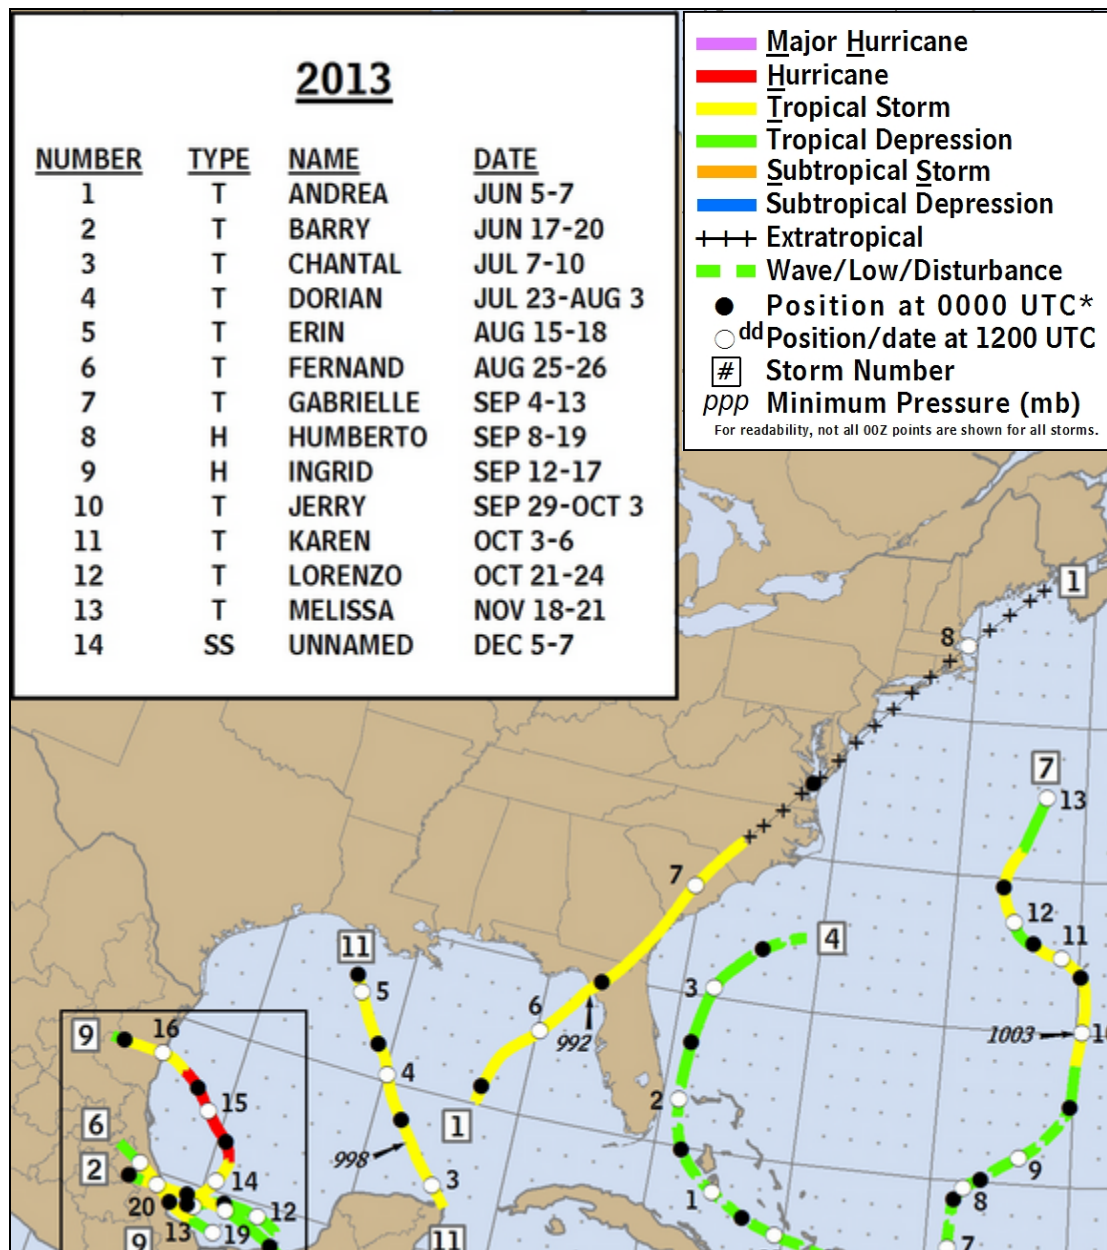 2013
NUMBER TYPE NAME DATE
1 T ANDREA JUN 5-7
2 T BARRY JUN 17-20
3 T CHANTAL JUL 7-10
4 T DORIAN JUL 23-AUG 3
5 T ERIN AUG 15-18
6 T FERNAND AUG 25-26
7 T GABRIELLE SEP 4-13
8 H HUMBERTO SEP 8-19
9 H INGRID SEP 12-17
10 T JERRY SEP 29-OCT 3
11 T KAREN OCT 3-6
12 T LORENZO OCT 21-24
13 T MELISSA NOV 18-21
14 SS UNNAMED DEC 5-7
Major Hurricane
Hurricane
Tropical Storm
Tropical Depression
Subtropical Storm
Subtropical Depression
Extratropical
Wave/Low/Disturbance
Position at 0000 UTC*
dd Position/date at 1200 UTC
# Storm Number
ppp Minimum Pressure (mb)
For readability, not all 00Z points are shown for all storms.
1
8
7
13
7
12
11
4
11
5
3
6
992
1003
10
9
16
4
15
2
6
1
998
2
14
3
9
20
12
1
8
13
19
9
11
7